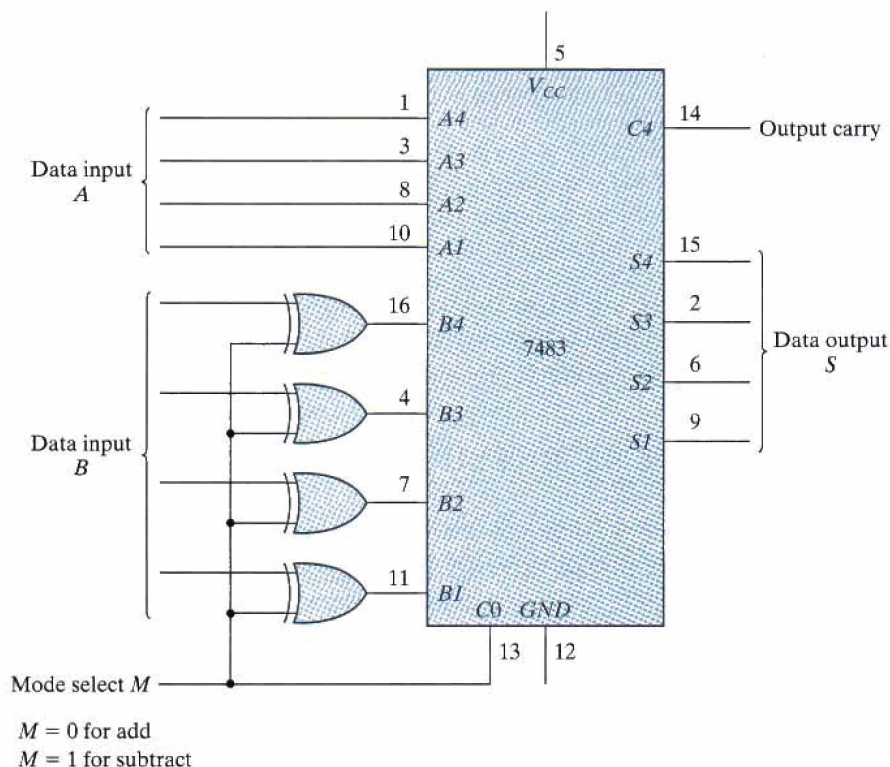 5
V_CC
1
A4
14
C4
Output carry
3
A3
Data input
A
8
A2
10
A1
15
S4
16
B4
2
S3
7483
Data output
S
6
S2
4
B3
9
S1
Data input
B
7
B2
11
B1
C0 GND
13
12
Mode select M
M = 0 for add
M = 1 for subtract